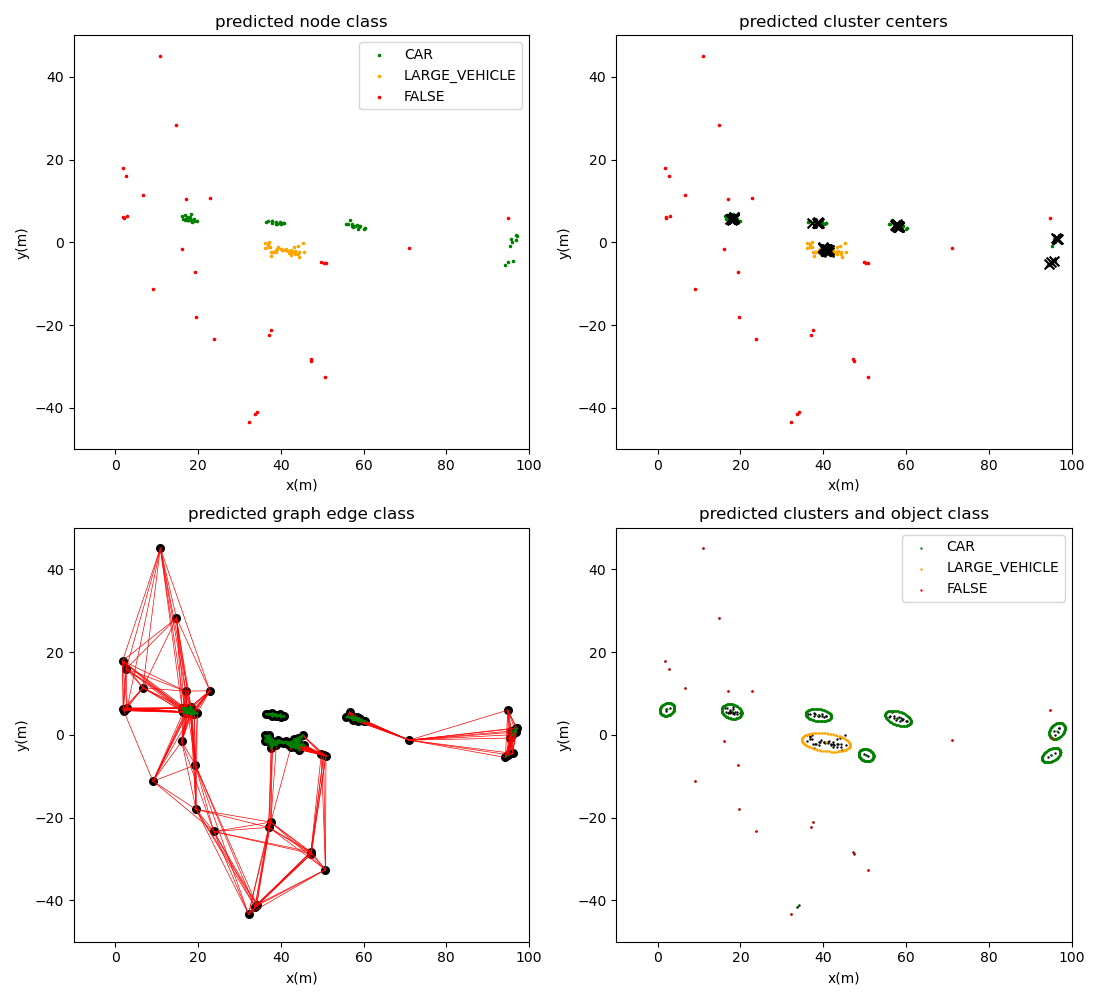 predicted node class
CAR
LARGE_VEHICLE
FALSE
40
20
0
−20
−40
y(m)
0 20 40 60 80 100
x(m)
predicted cluster centers
40
20
0
−20
−40
y(m)
0 20 40 60 80 100
x(m)
predicted graph edge class
40
20
0
−20
−40
y(m)
0 20 40 60 80 100
x(m)
predicted clusters and object class
CAR
LARGE_VEHICLE
FALSE
40
20
0
−20
−40
y(m)
0 20 40 60 80 100
x(m)